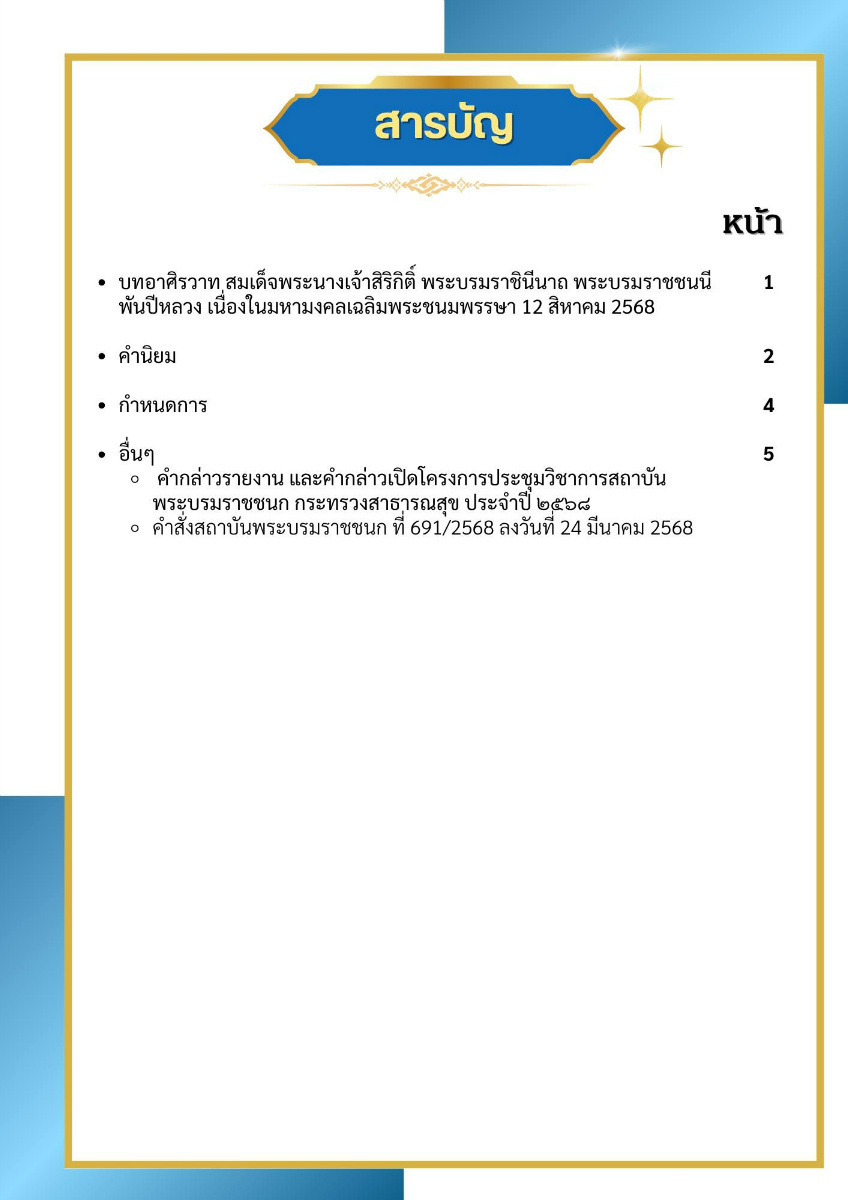 สารบัญ
หน้า
• บทอาศิรวาท สมเด็จพระนางเจ้าสิริกิติ์ พระบรมราชินีนาถ พระบรมราชชนนี 1
พันปีหลวง เนื่องในมหามงคลเฉลิมพระชนมพรรษา 12 สิหาคม 2568
• คำนิยม 2
• กำหนดการ 4
• อื่นๆ 5
◦ คำกล่าวรายงาน และคำกล่าวเปิดโครงการประชุมวิชาการสถาบัน
พระบรมราชชนก กระทรวงสาธารณสุข ประจำปี ๒๕๖๘
◦ คำสั่งสถาบันพระบรมราชชนก ที่ 691/2568 ลงวันที่ 24 มีนาคม 2568